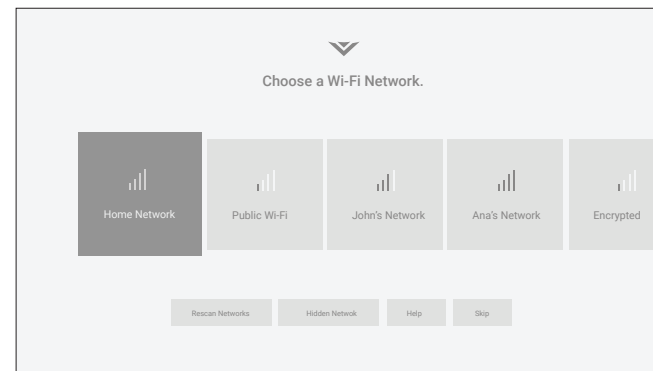 Choose a Wi-Fi Network.
Home Network
Public Wi-Fi
John's Network
Ana's Network
Encrypted
Rescan Networks
Hidden Netwok
Help
Skip